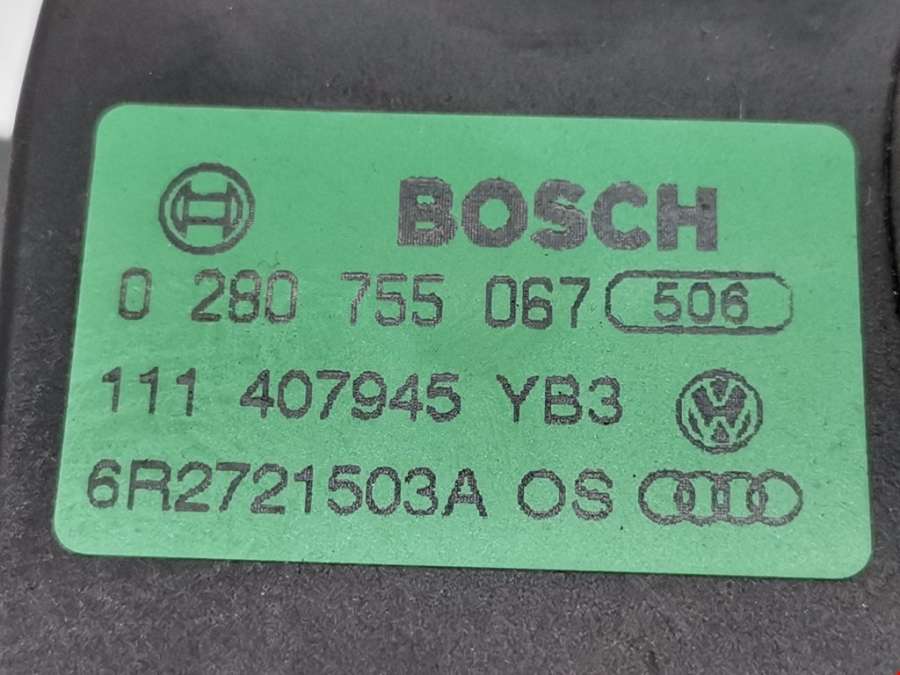 BOSCH
0 280 755 067 506
111 407945 YB3
6R2721503A OS